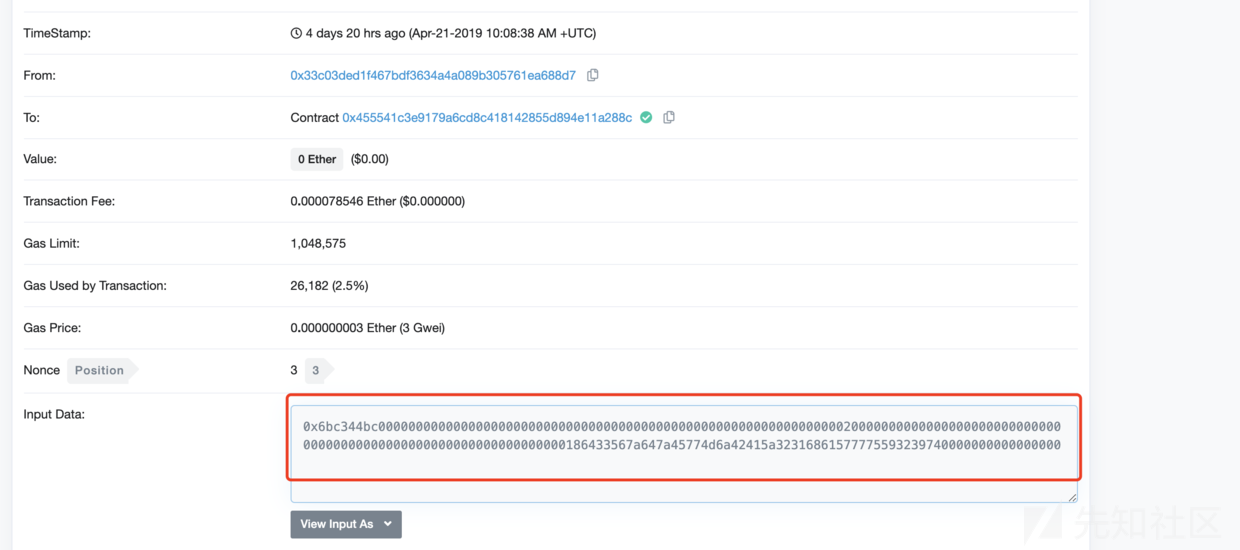 TimeStamp:
4 days 20 hrs ago (Apr-21-2019 10:08:38 AM +UTC)
From:
0x33c03ded1f467bdf3634a4a089b305761ea688d7
To:
Contract 0x455541c3e9179a6cd8c418142855d894e11a288c
Value:
0 Ether ($0.00)
Transaction Fee:
0.000078546 Ether ($0.000000)
Gas Limit:
1,048,575
Gas Used by Transaction:
26,182 (2.5%)
Gas Price:
0.000000003 Ether (3 Gwei)
Nonce Position
3 3
Input Data:
0x6bc344bc0000000000000000000000000000000000000000000000000000000000000020000000000000000000000000000
00000000000000000000000000000000000186433567a647a45774d6a42415a32316861577775593239740000000000000000
View Input As
先知社区